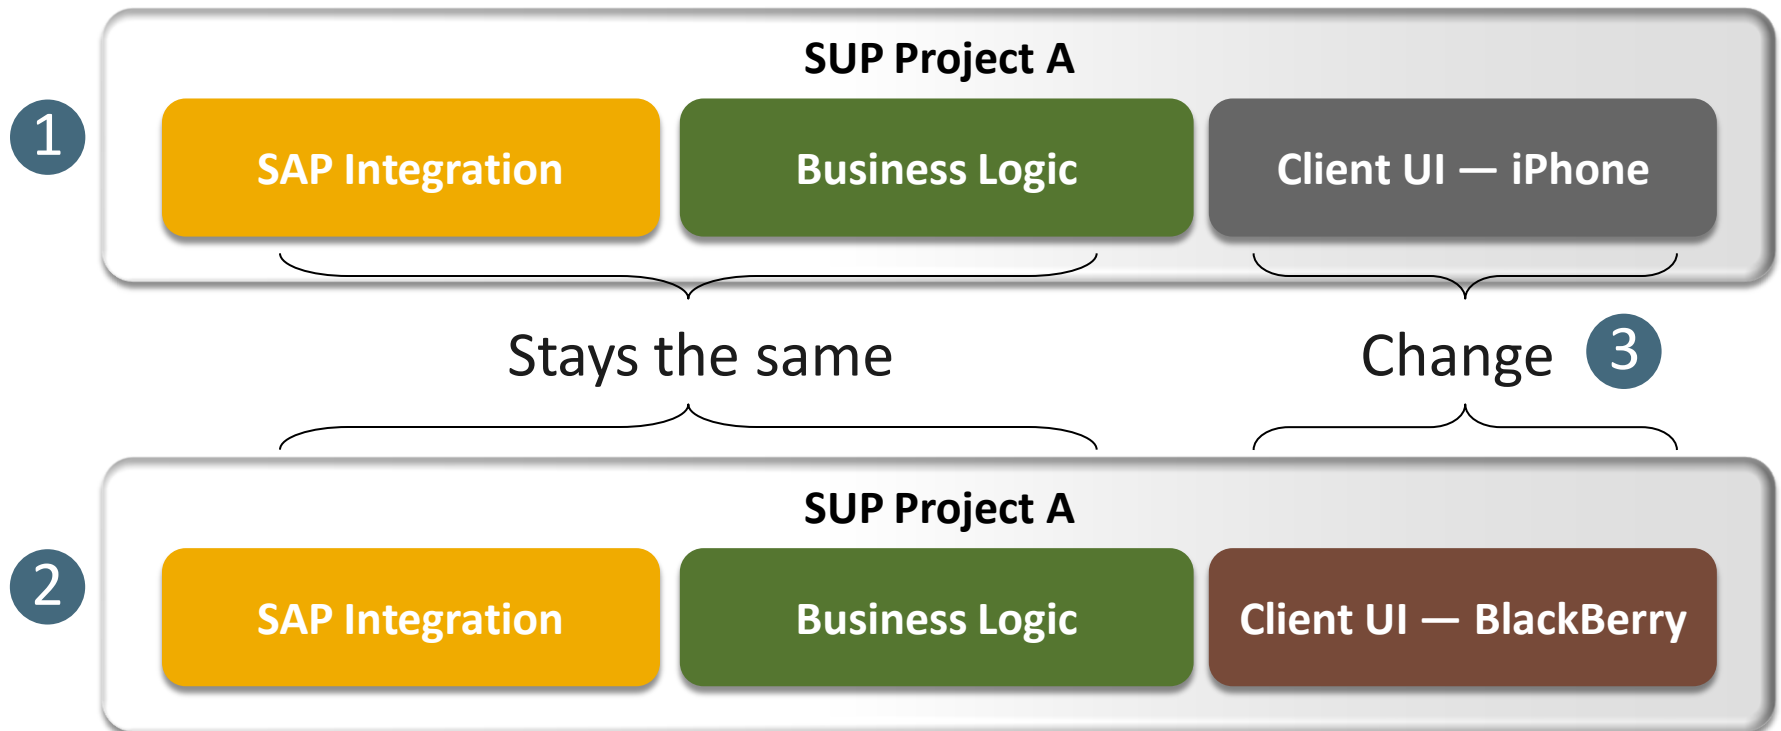 SUP Project A
1
SAP Integration
Business Logic
Client UI — iPhone
Stays the same
Change
3
SUP Project A
2
SAP Integration
Business Logic
Client UI — BlackBerry